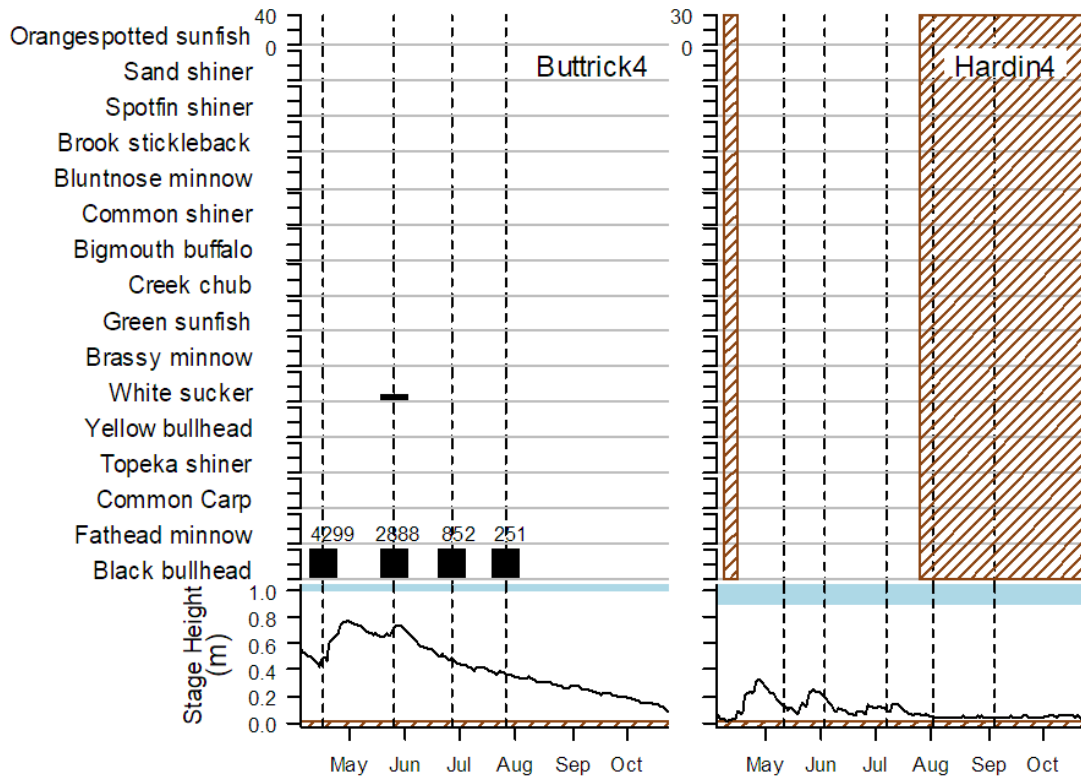 40
30
Orangespotted sunfish
0
0
Buttrick4
Hardin4
Sand shiner
Spotfin shiner
Brook stickleback
Bluntnose minnow
Common shiner
Bigmouth buffalo
Creek chub
Green sunfish
Brassy minnow
White sucker
Yellow bullhead
Topeka shiner
Common Carp
Fathead minnow
4299 2888 852 251
Black bullhead
Stage Height
(m)
1.0
0.8
0.6
0.4
0.2
0.0
May Jun Jul Aug Sep Oct
May Jun Jul Aug Sep Oct